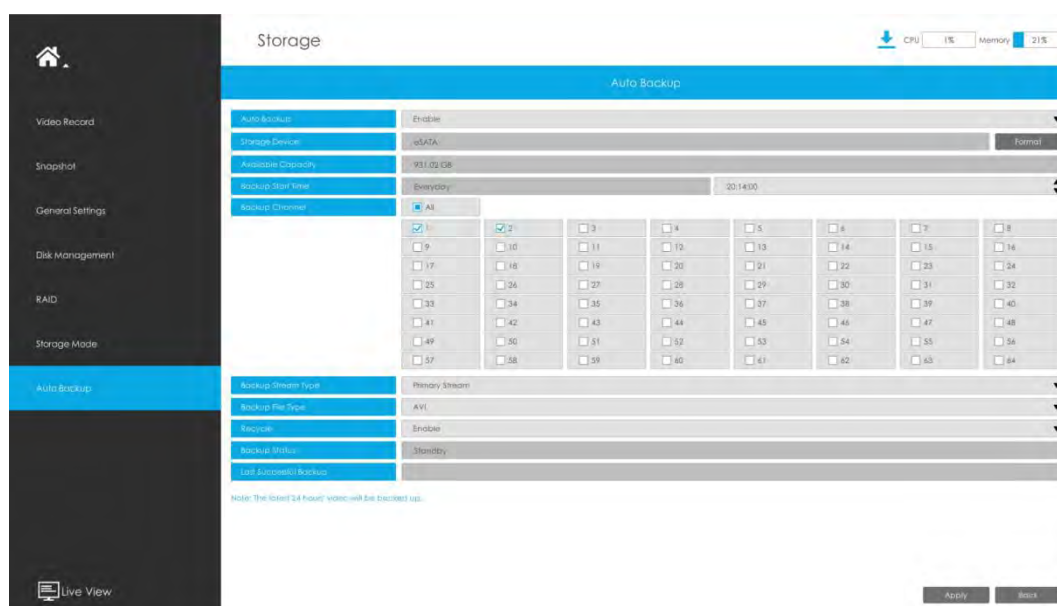 Storage
CPU 1% Memory 21%
Auto Backup
Video Record
Snapshot
General Settings
Disk Management
RAID
Storage Mode
Auto Backup
Live View
Auto Backup Enable
Storage Device eSATA Format
Available Capacity 931.02 GB
Backup Start Time Everyday 20:14:00
Backup Channel All
1 2 3 4 5 6 7 8
9 10 11 12 13 14 15 16
17 18 19 20 21 22 23 24
25 26 27 28 29 30 31 32
33 34 35 36 37 38 39 40
41 42 43 44 45 46 47 48
49 50 51 52 53 54 55 56
57 58 59 60 61 62 63 64
Backup Stream Type Primary Stream
Backup File Type AVI
Recycle Enable
Backup Status Standby
Last Successful Backup
Note: The latest 24 hours' video will be backed up.
Apply Back